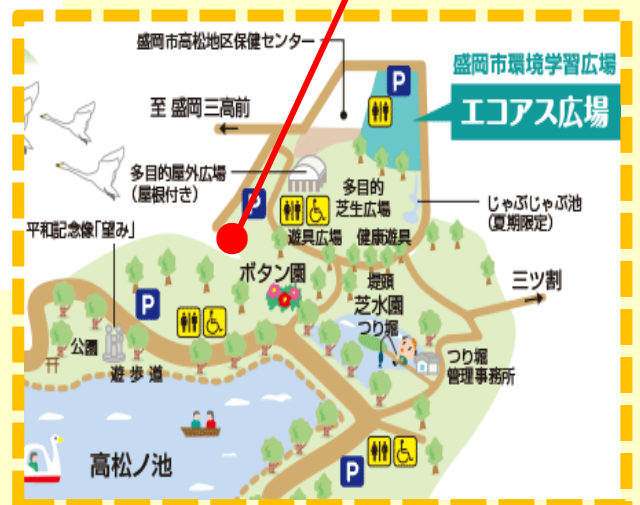 盛岡市高松地区保健センター
盛岡市環境学習広場
エコアス広場
P
至 盛岡三高前
多目的屋外広場
（屋根付き）
多目的
芝生広場
じゃぶじゃぶ池
（夏期限定）
P
平和記念像「望み」
遊具広場 健康遊具
ボタン園
堤頭
芝水園
つり堀
三ツ割
P
公園
遊歩道
つり堀
管理事務所
高松ノ池
P